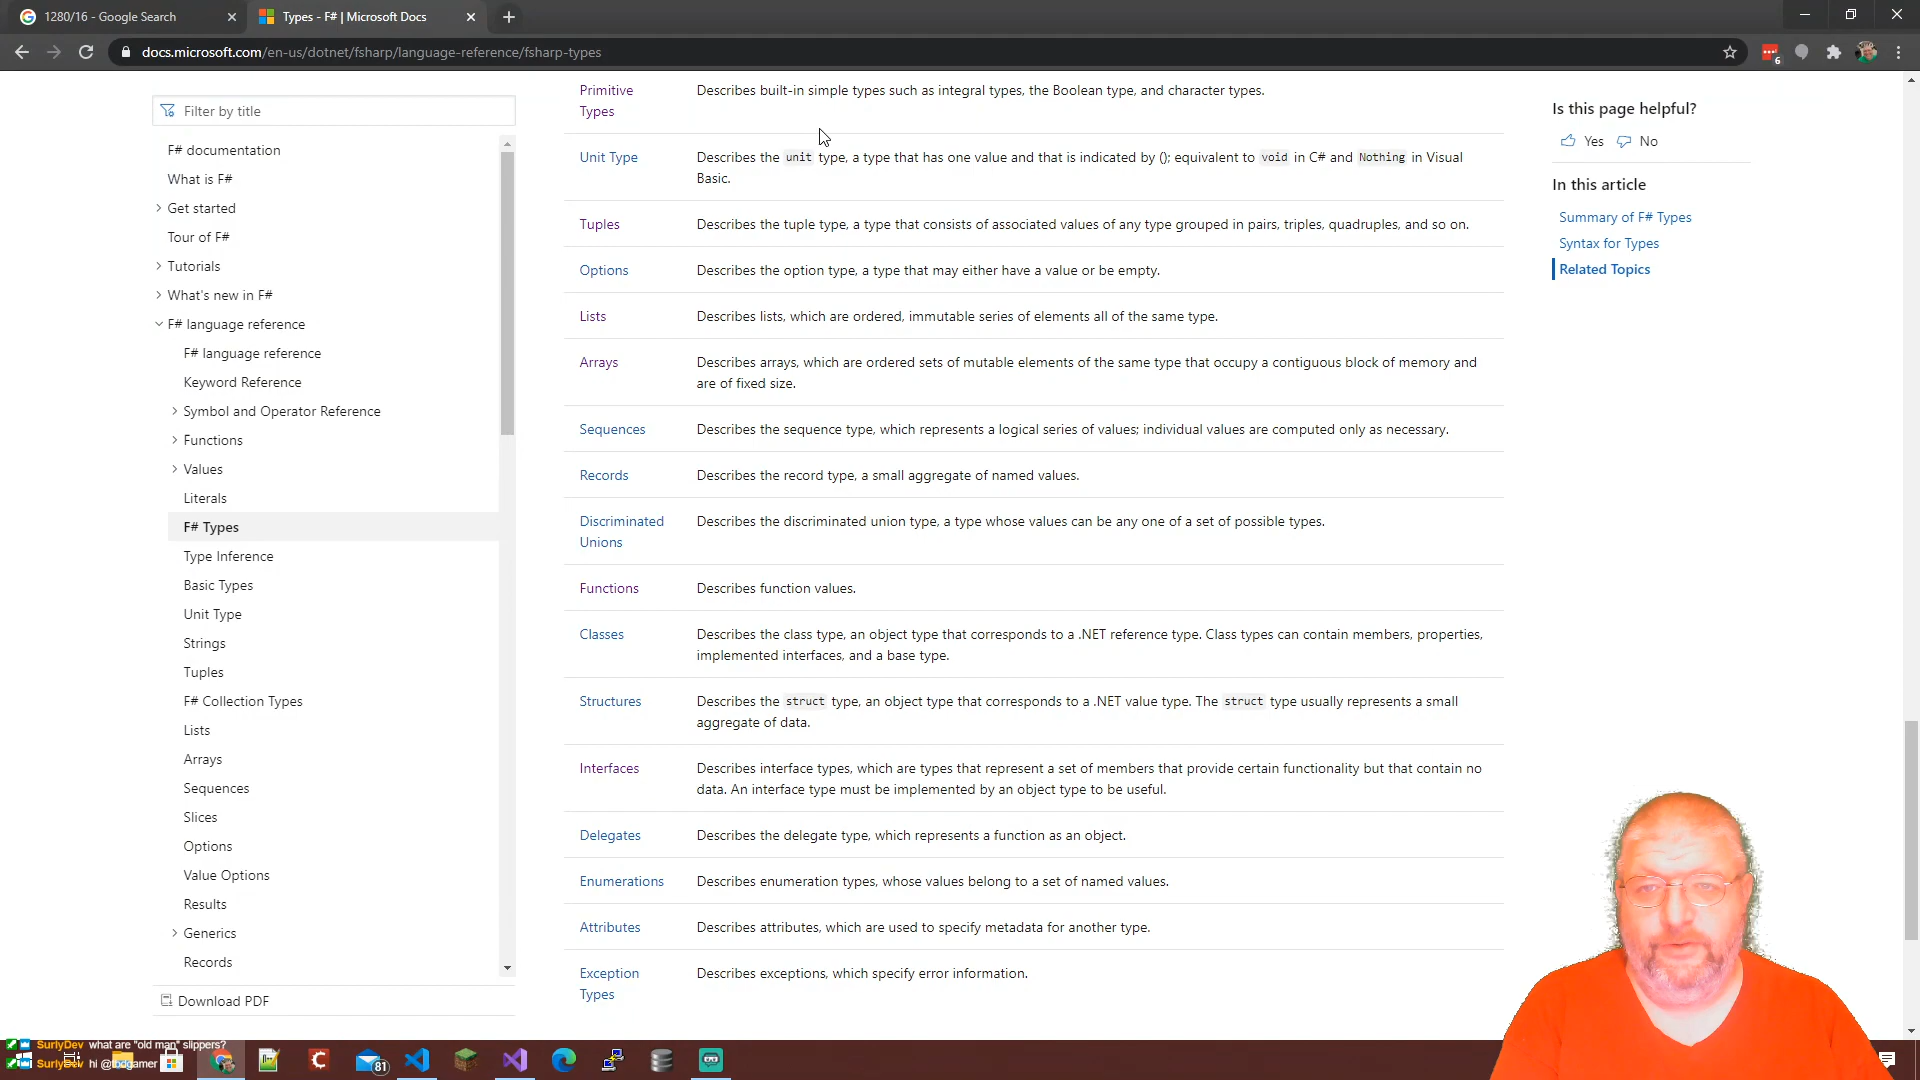 1280/16 - Google Search
Types - F# | Microsoft Docs
docs.microsoft.com/en-us/dotnet/fsharp/language-reference/fsharp-types
6
Filter by title
F# documentation
What is F#
Get started
Tour of F#
Tutorials
What's new in F#
F# language reference
F# language reference
Keyword Reference
Symbol and Operator Reference
Functions
Values
Literals
F# Types
Type Inference
Basic Types
Unit Type
Strings
Tuples
F# Collection Types
Lists
Arrays
Sequences
Slices
Options
Value Options
Results
Generics
Records
Download PDF
Primitive Types
Describes built-in simple types such as integral types, the Boolean type, and character types.
Unit Type
Describes the unit type, a type that has one value and that is indicated by (); equivalent to void in C# and Nothing in Visual
Basic.
Tuples
Describes the tuple type, a type that consists of associated values of any type grouped in pairs, triples, quadruples, and so on.
Options
Describes the option type, a type that may either have a value or be empty.
Lists
Describes lists, which are ordered, immutable series of elements all of the same type.
Arrays
Describes arrays, which are ordered sets of mutable elements of the same type that occupy a contiguous block of memory and
are of fixed size.
Sequences
Describes the sequence type, which represents a logical series of values; individual values are computed only as necessary.
Records
Describes the record type, a small aggregate of named values.
Discriminated
Unions
Describes the discriminated union type, a type whose values can be any one of a set of possible types.
Functions
Describes function values.
Classes
Describes the class type, an object type that corresponds to a .NET reference type. Class types can contain members, properties,
implemented interfaces, and a base type.
Structures
Describes the struct type, an object type that corresponds to a .NET value type. The struct type usually represents a small
aggregate of data.
Interfaces
Describes interface types, which are types that represent a set of members that provide certain functionality but that contain no
data. An interface type must be implemented by an object type to be useful.
Delegates
Describes the delegate type, which represents a function as an object.
Enumerations
Describes enumeration types, whose values belong to a set of named values.
Attributes
Describes attributes, which are used to specify metadata for another type.
Exception
Types
Describes exceptions, which specify error information.
Is this page helpful?
Yes No
In this article
Summary of F# Types
Syntax for Types
Related Topics
SurlyDev what are "old man" slippers?
SurlyDev hi @todgamer
81